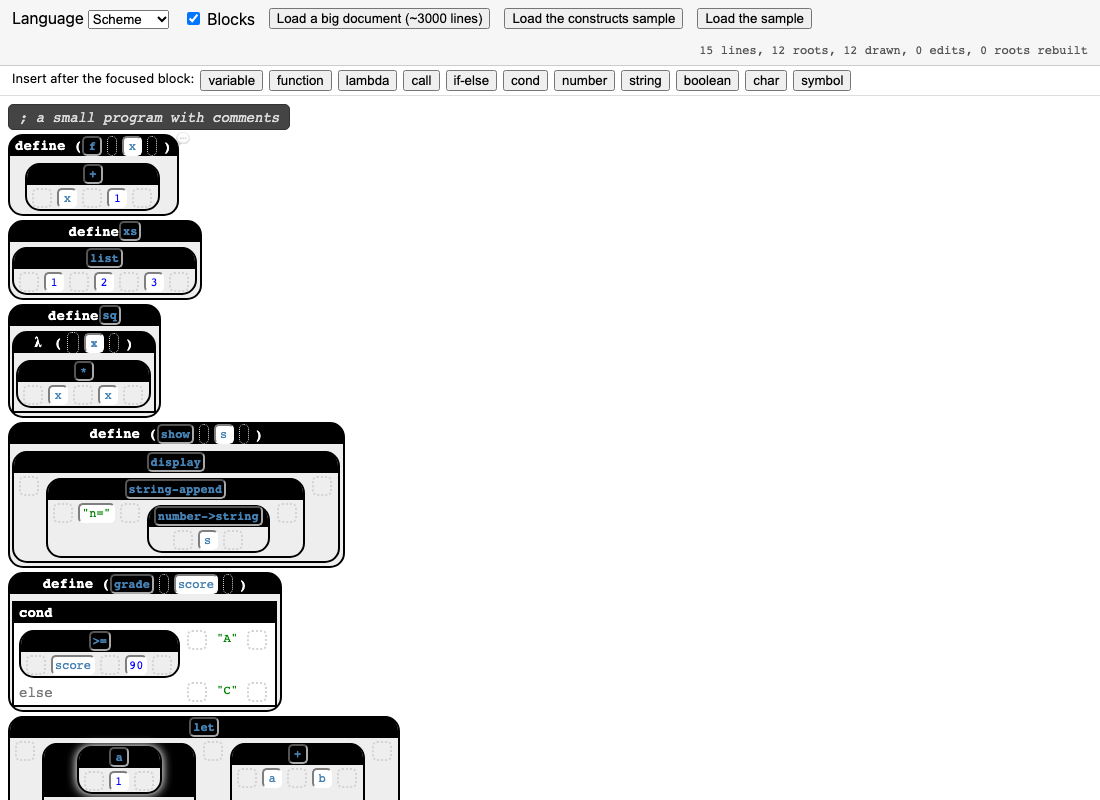 Language Scheme Blocks Load a big document (~3000 lines) Load the constructs sample Load the sample
15 lines, 12 roots, 12 drawn, 0 edits, 0 roots rebuilt
Insert after the focused block: variable function lambda call if-else cond number string boolean char symbol
; a small program with comments
define ( f x )
+
x 1
define xs
list
1 2 3
define sq
λ ( x )
*
x x
define ( show s )
display
string-append
"n=" number->string
s
define ( grade score )
cond
>= "A"
score 90
else "C"
let
a +
1 a b